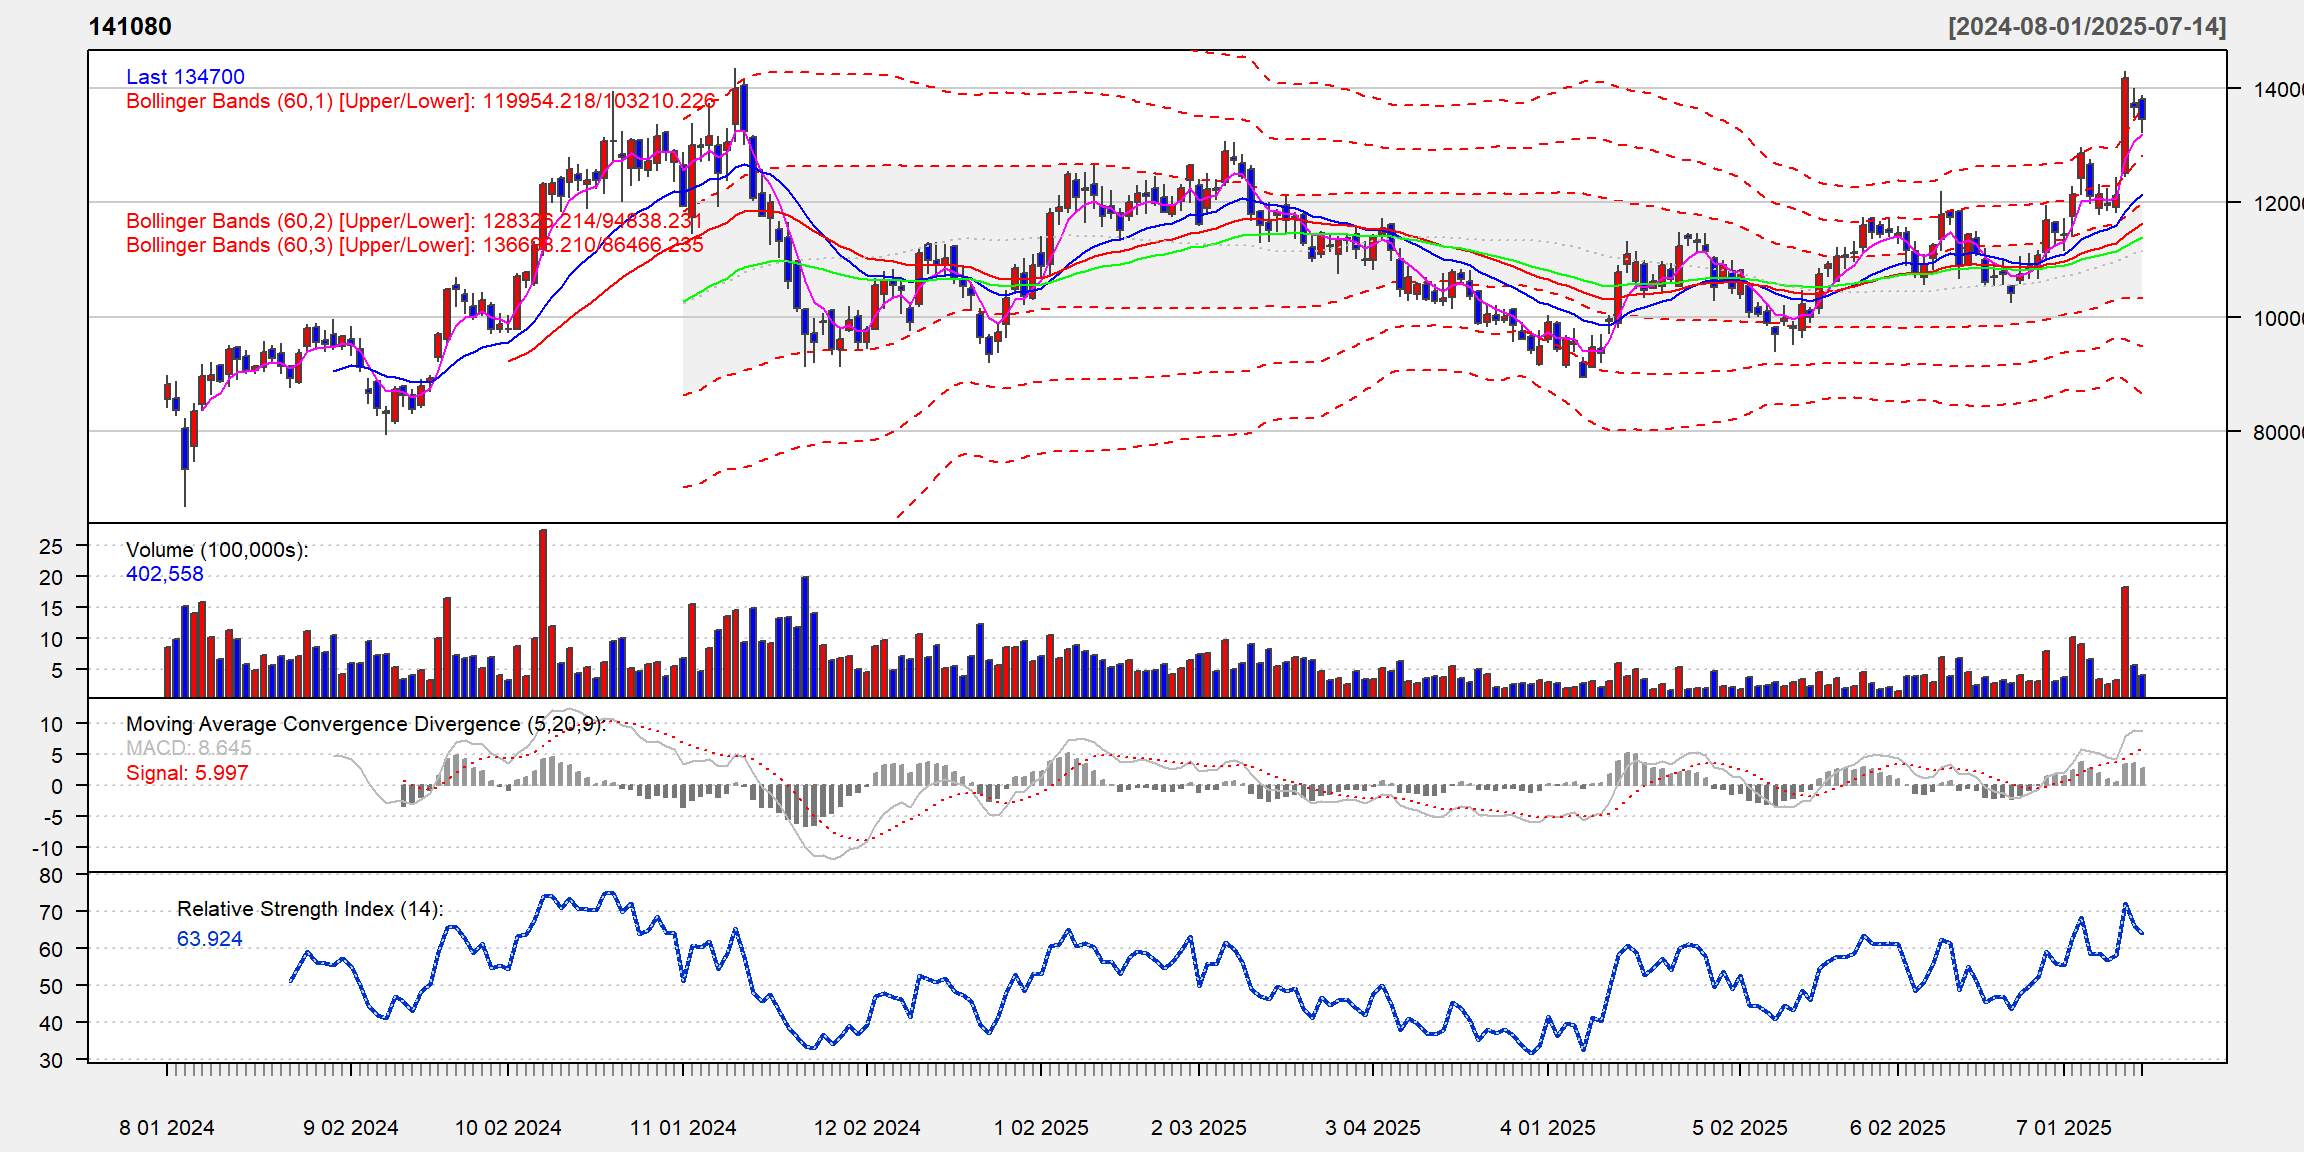 141080
[2024-08-01/2025-07-14]
Last 134700
Bollinger Bands (60,1) [Upper/Lower]: 119954.218/103210.226
Bollinger Bands (60,2) [Upper/Lower]: 128326.214/94838.231
Bollinger Bands (60,3) [Upper/Lower]: 136698.210/86466.235
14000
12000
10000
80000
Volume (100,000s):
402,558
25
20
15
10
5
Moving Average Convergence Divergence (5,20,9):
MACD: 8.645
Signal: 5.997
10
5
0
-5
-10
Relative Strength Index (14):
63.924
80
70
60
50
40
30
8 01 2024
9 02 2024
10 02 2024
11 01 2024
12 02 2024
1 02 2025
2 03 2025
3 04 2025
4 01 2025
5 02 2025
6 02 2025
7 01 2025